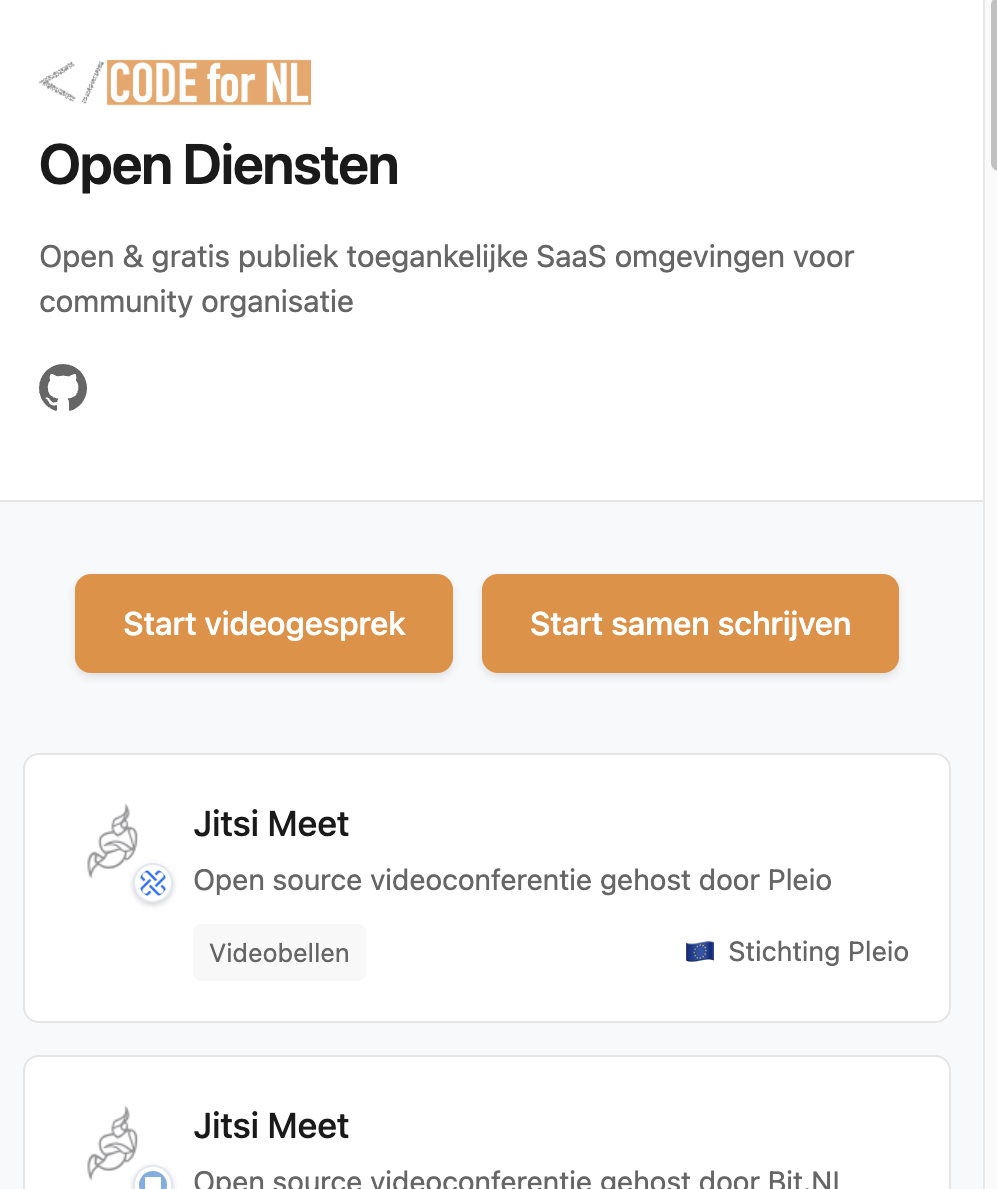 </CODE for NL
Open Diensten
Open & gratis publiek toegankelijke SaaS omgevingen voor
community organisatie
Start videogesprek
Start samen schrijven
Jitsi Meet
Open source videoconferentie gehost door Pleio
Videobellen
Stichting Pleio
Jitsi Meet
Open source videoconferentie gehost door Bit.NL